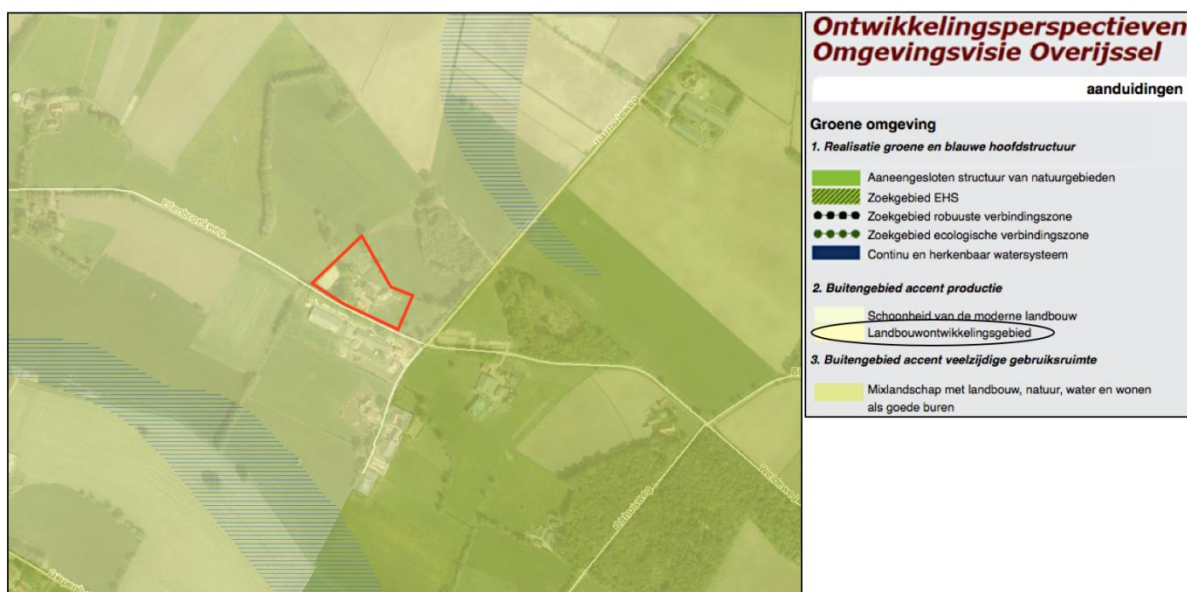 Ontwikkelingsperspectieven
Omgevingsvisie Overijssel
aanduidingen
Groene omgeving
1. Realisatie groene en blauwe hoofdstructuur
Aaneengesloten structuur van natuurgebieden
Zoekgebied EHS
Zoekgebied robuuste verbindingszone
Zoekgebied ecologische verbindingszone
Continu en herkenbaar watersysteem
2. Buitengebied accent productie
Schoonheid van de moderne landbouw
Landbouwontwikkelingsgebied
3. Buitengebied accent veelzijdige gebruiksruimte
Mixlandschap met landbouw, natuur, water en wonen
als goede buren
Elferbroekweg